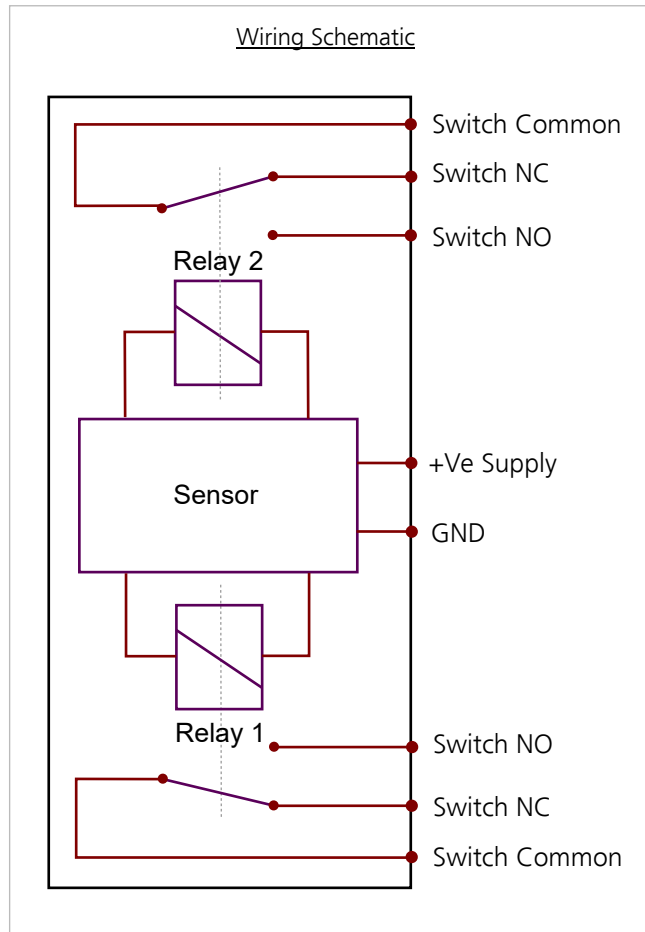 Wiring Schematic
Switch Common
Switch NC
Switch NO
Relay 2
+Ve Supply
Sensor
GND
Relay 1
Switch NO
Switch NC
Switch Common